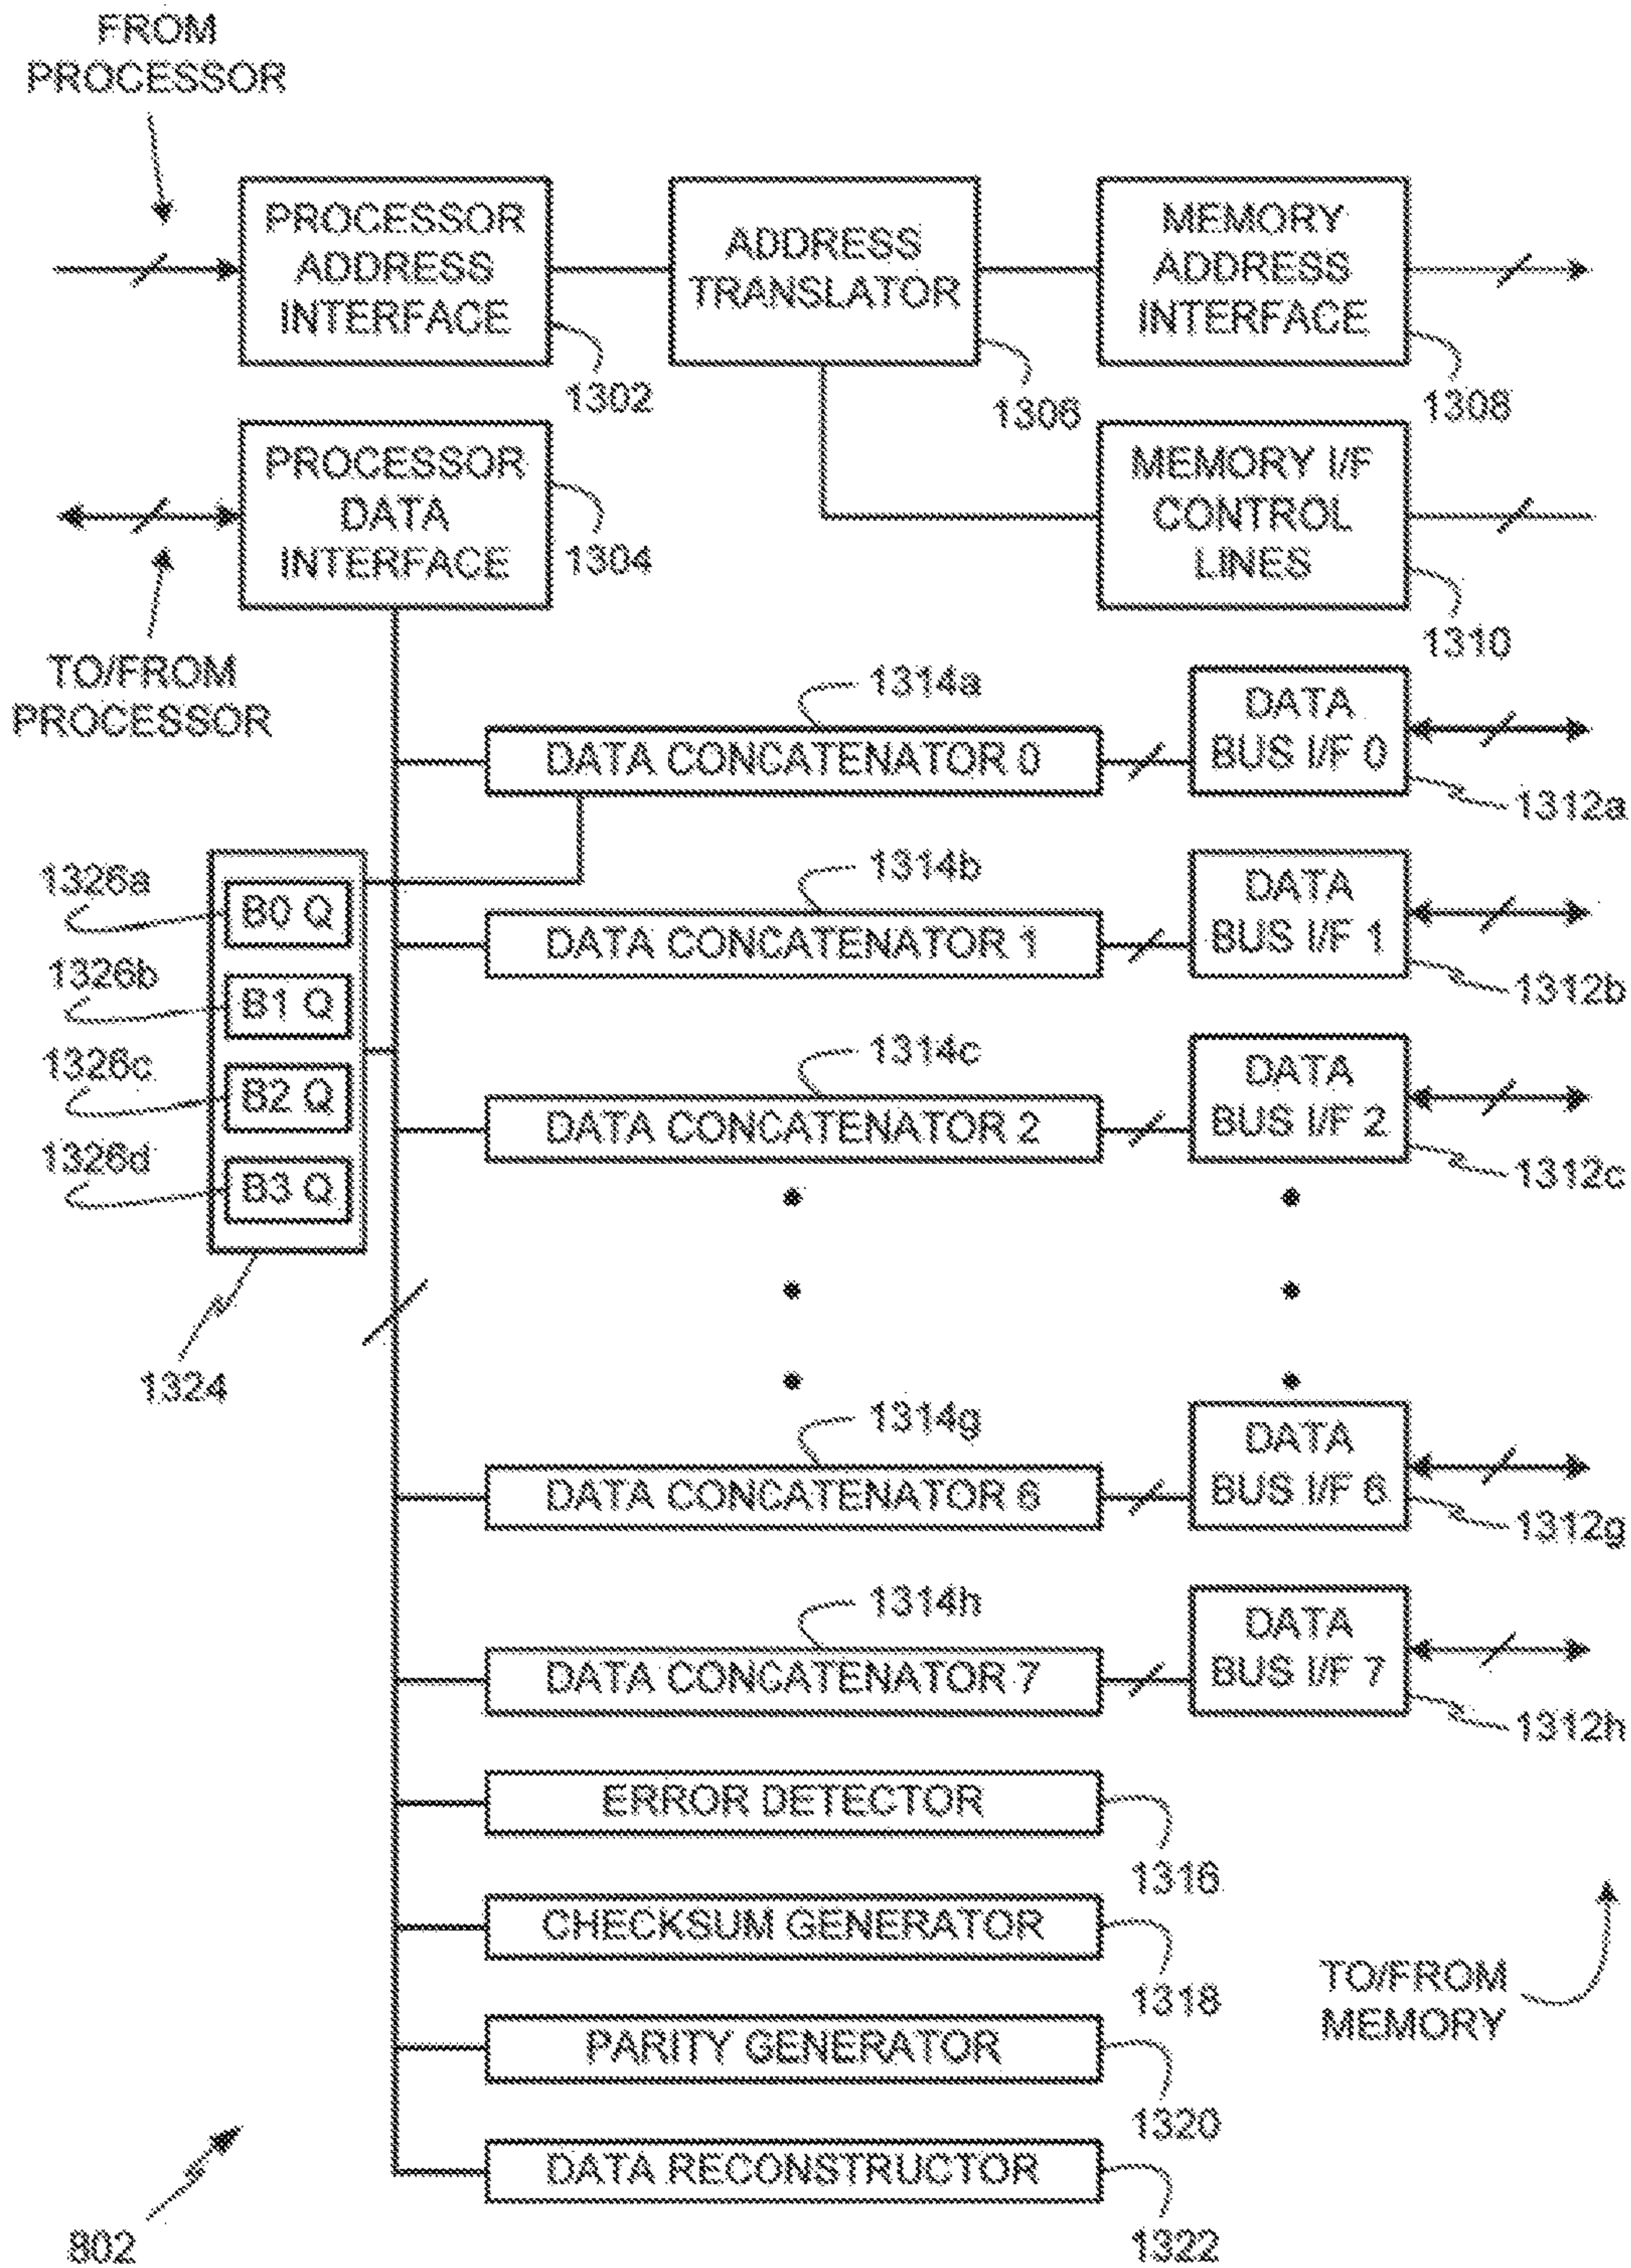 FROM
PROCESSOR
PROCESSOR
ADDRESS
INTERFACE
1302
ADDRESS
TRANSLATOR
1306
MEMORY
ADDRESS
INTERFACE
1308
PROCESSOR
DATA
INTERFACE
1304
MEMORY I/F
CONTROL
LINES
1310
TO/FROM
PROCESSOR
1314a
DATA CONCATENATOR 0
DATA
BUS I/F 0
1312a
1326a
B0 Q
1314b
DATA CONCATENATOR 1
DATA
BUS I/F 1
1312b
1326b
B1 Q
1314c
DATA CONCATENATOR 2
DATA
BUS I/F 2
1312c
1326c
B2 Q
1326d
B3 Q
1324
1314g
DATA CONCATENATOR 6
DATA
BUS I/F 6
1312g
1314h
DATA CONCATENATOR 7
DATA
BUS I/F 7
1312h
ERROR DETECTOR
1316
CHECKSUM GENERATOR
1318
TO/FROM
MEMORY
PARITY GENERATOR
1320
DATA RECONSTRUCTOR
1322
802